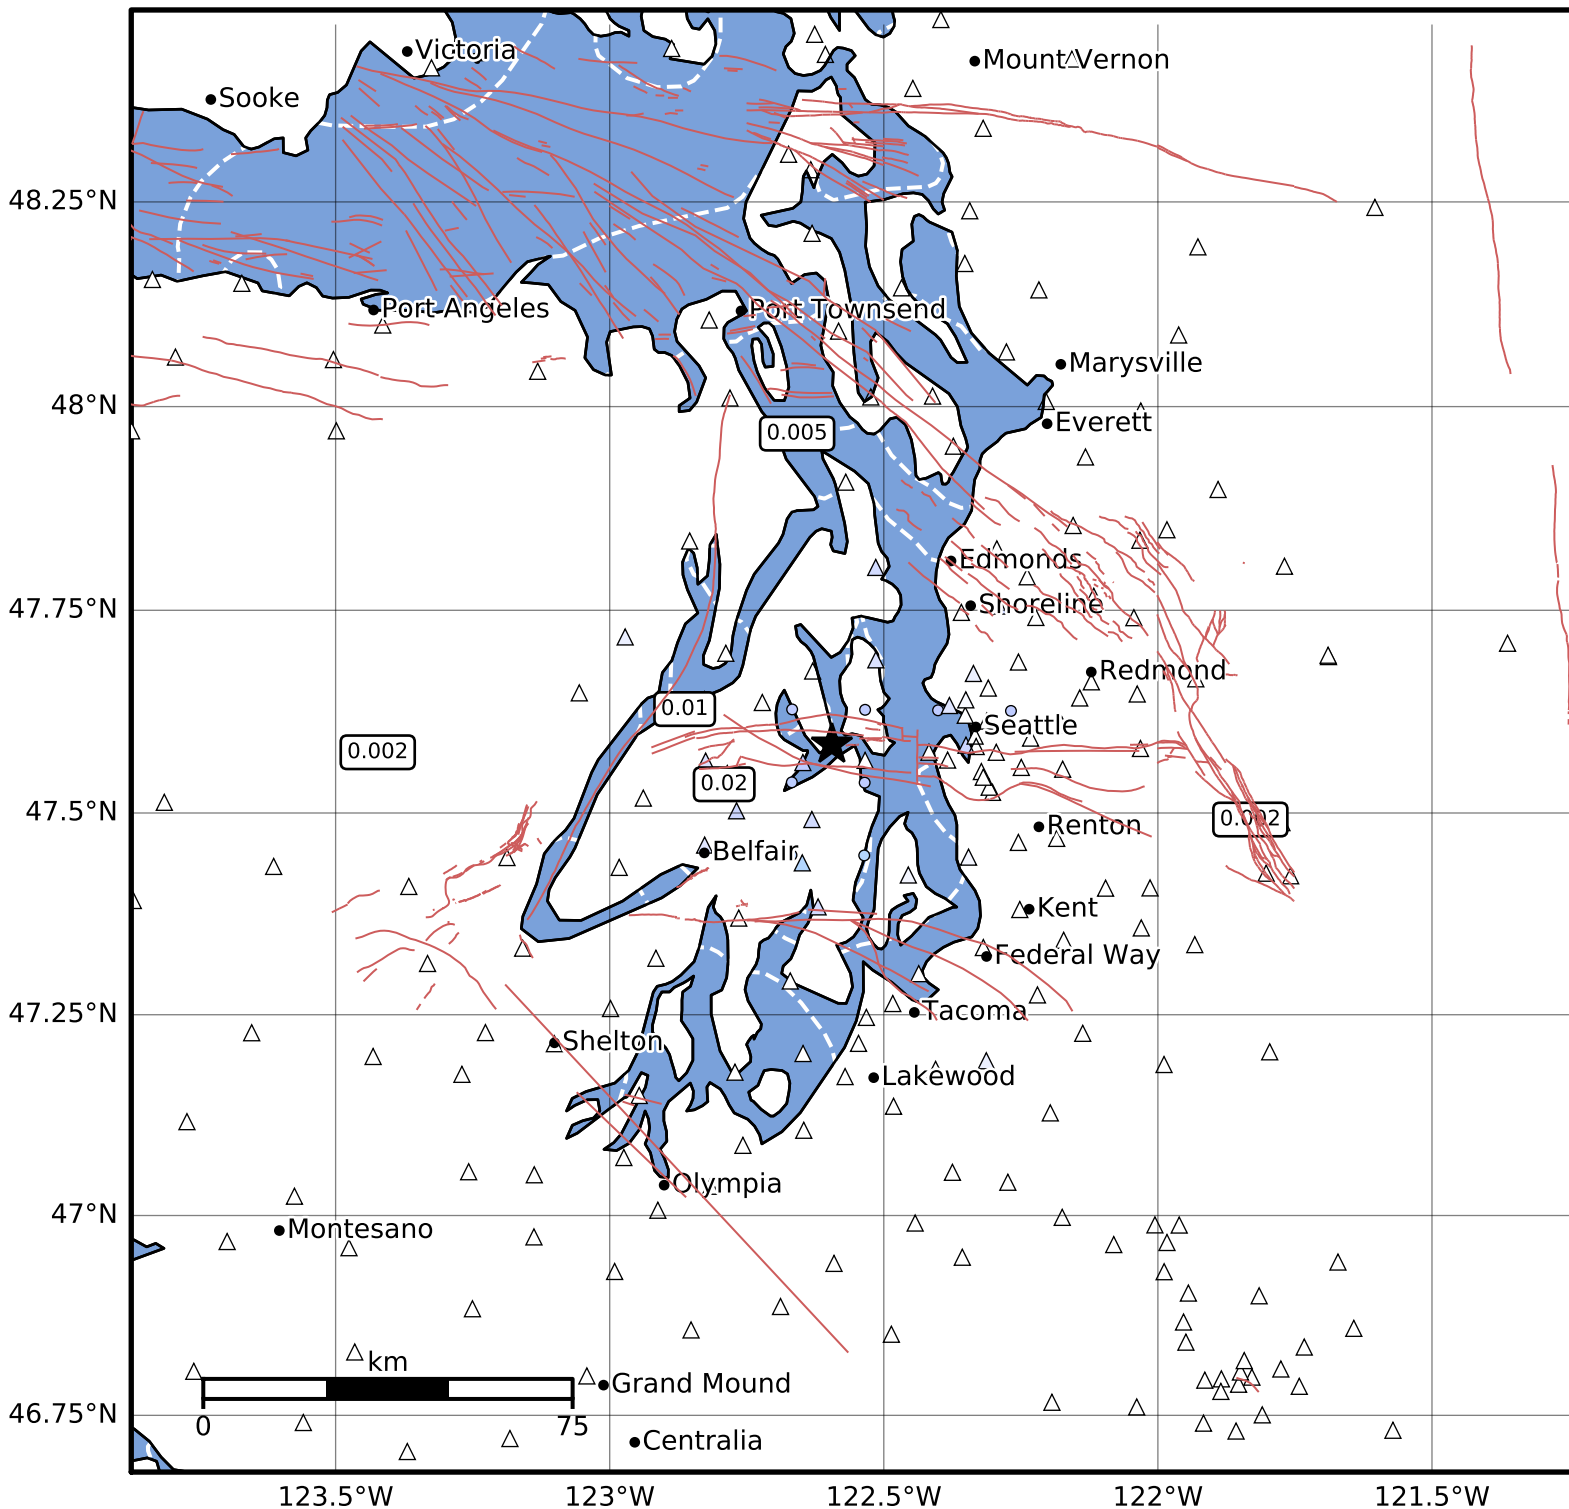 Victoria
Mount Vernon
Sooke
48.25°N
Port Angeles
Port Townsend
Marysville
48°N
Everett
0.005
Edmonds
47.75°N
Shoreline
Redmond
0.01
Seattle
0.002
0.02
47.5°N
0.002
Renton
Belfair
Kent
Federal Way
47.25°N
Tacoma
Shelton
Lakewood
Olympia
47°N
Montesano
km
Grand Mound
46.75°N
0
75
Centralia
123.5°W
123°W
122.5°W
122°W
121.5°W